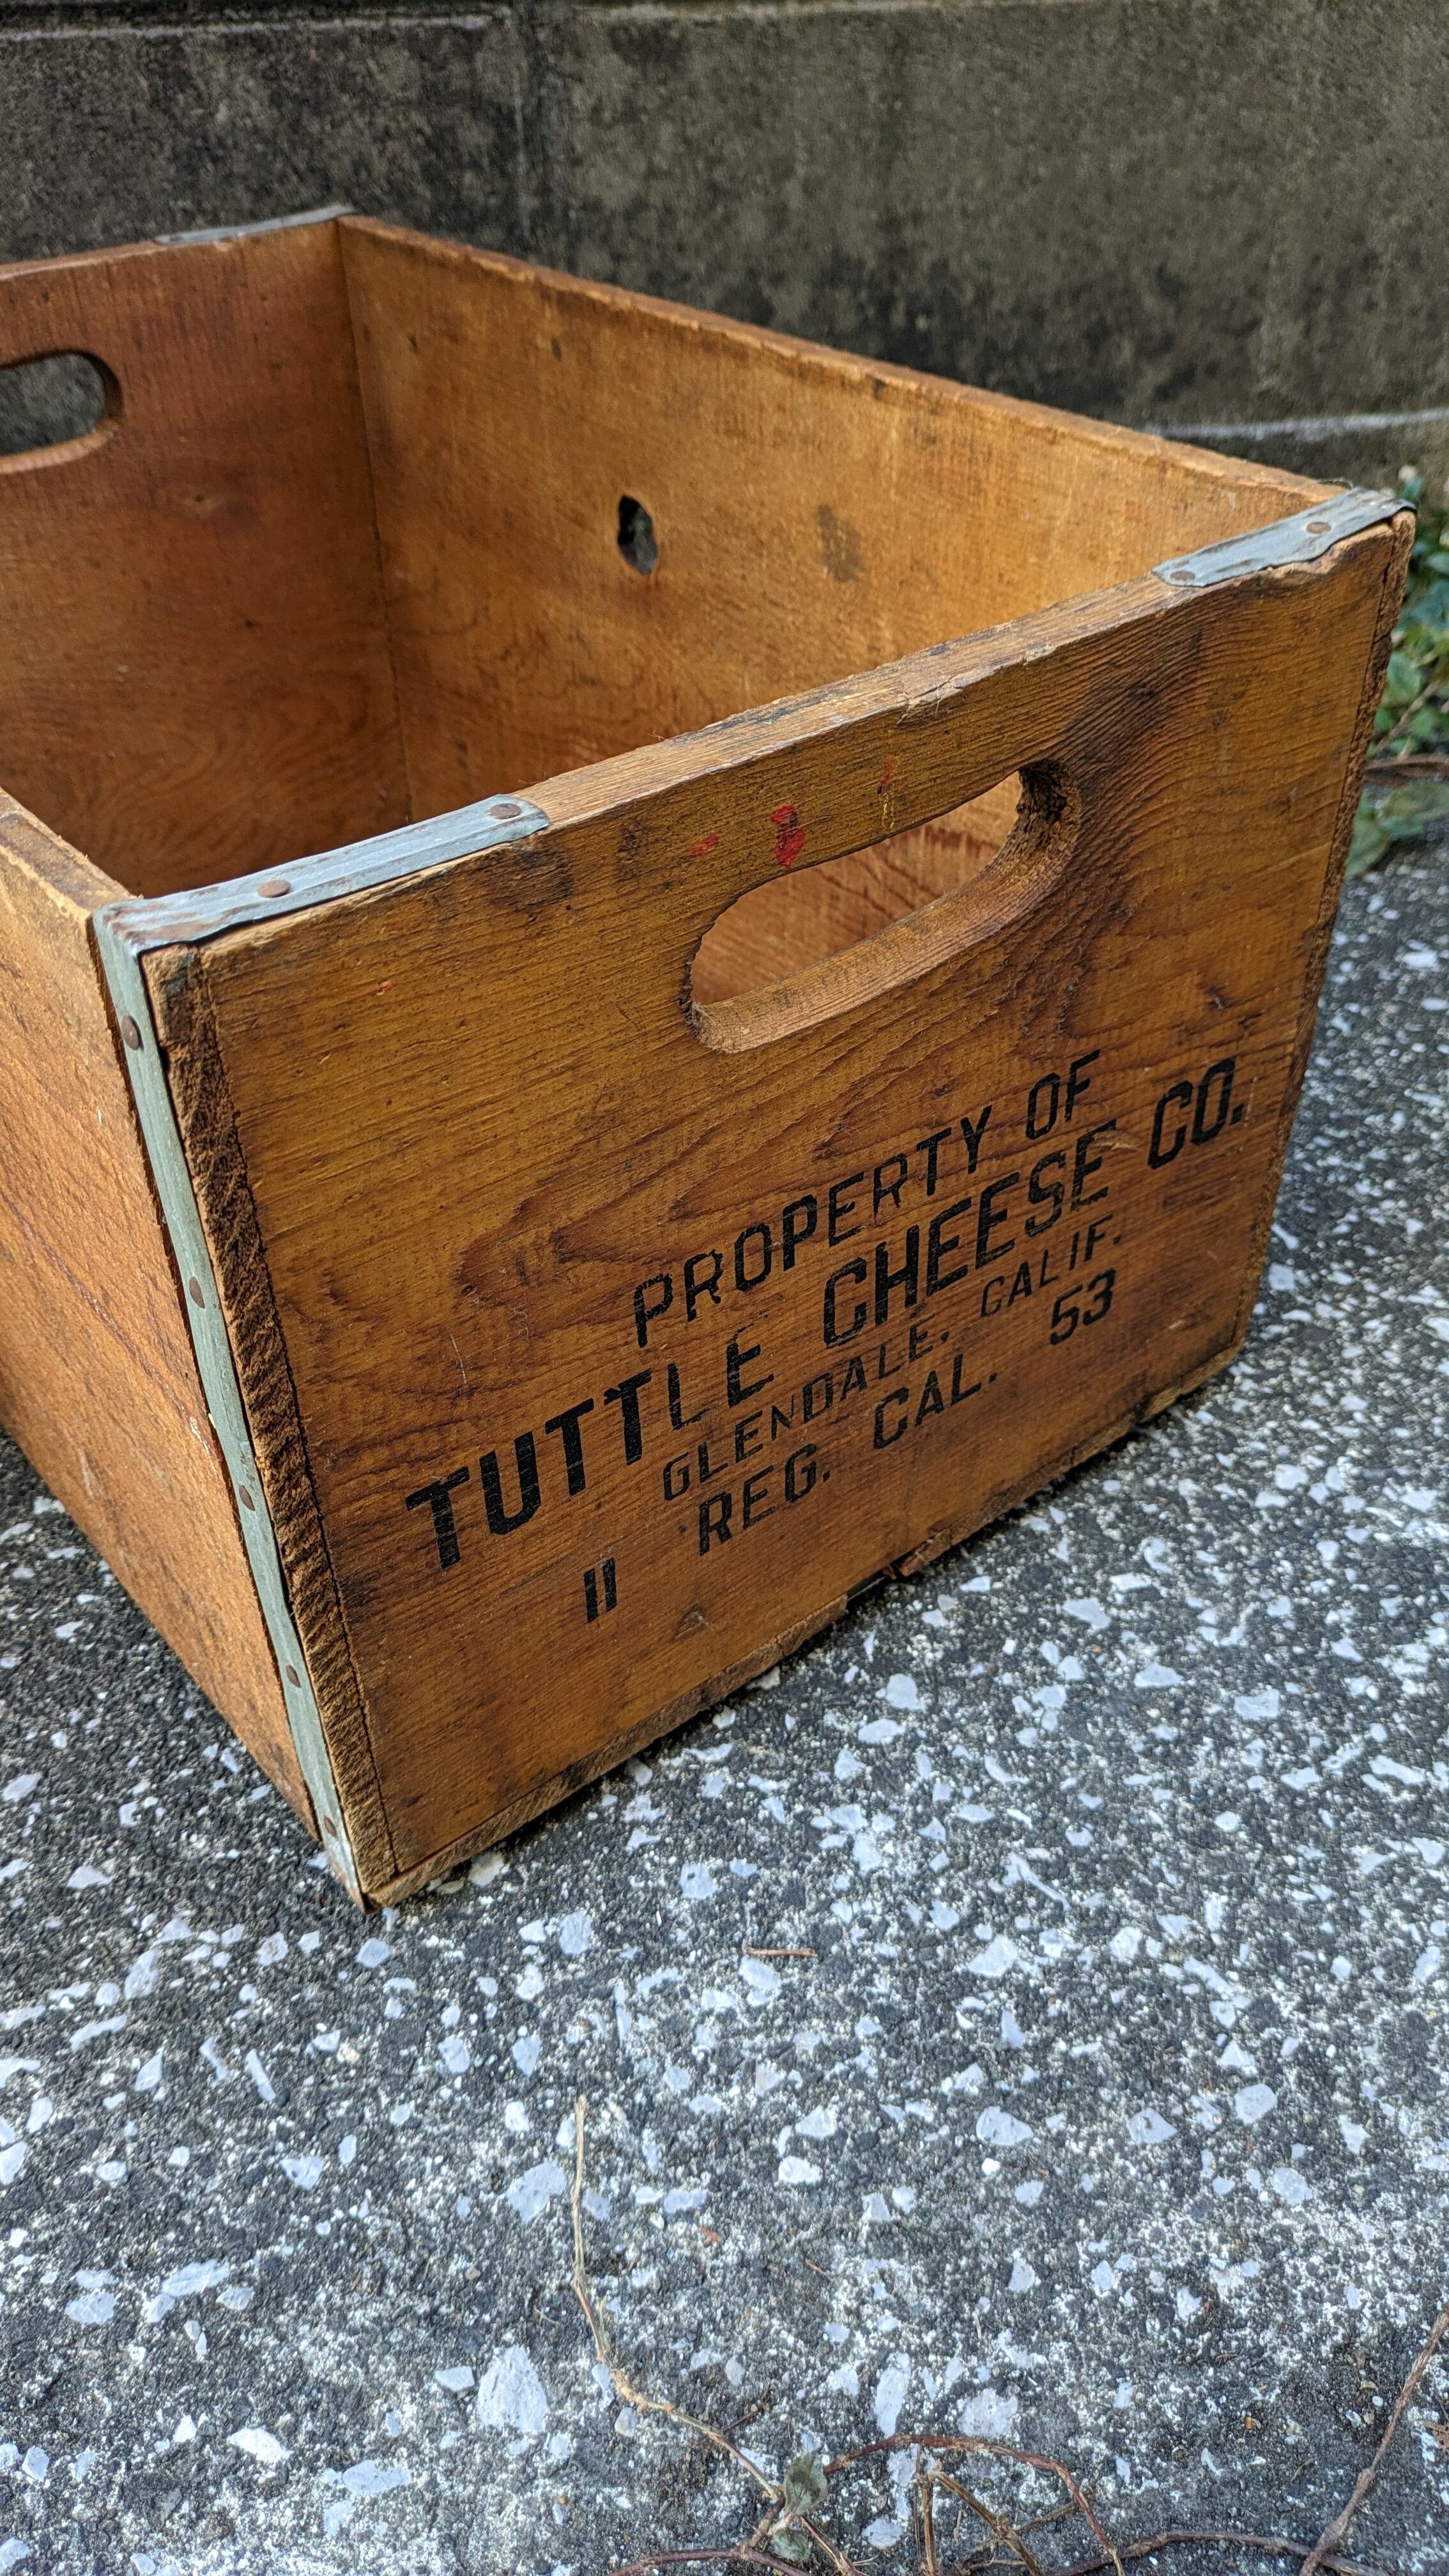 PROPERTY OF
TUTTLE CHEESE CO.
GLENDALE, CALIF.
11 REG. CAL. 53